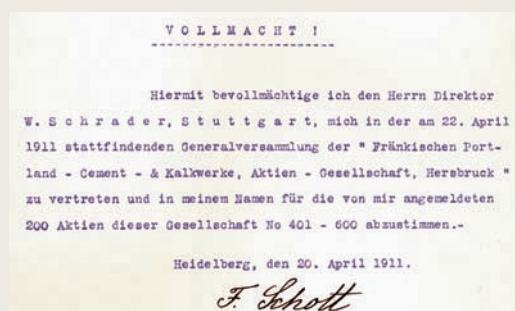 VOLLMACHT !
Hiermit bevollmächtige ich den Herrn Direktor
W. Schrader, Stuttgart, mich in der am 22. April
1911 stattfindenden Generalversammlung der " Fränkischen Port-
land - Cement - & Kalkwerke, Aktien - Gesellschaft, Hersbruck "
zu vertreten und in meinem Namen für die von mir angemeldeten
200 Aktien dieser Gesellschaft No 401 - 600 abzustimmen.-
Heidelberg, den 20. April 1911.
F. Schott